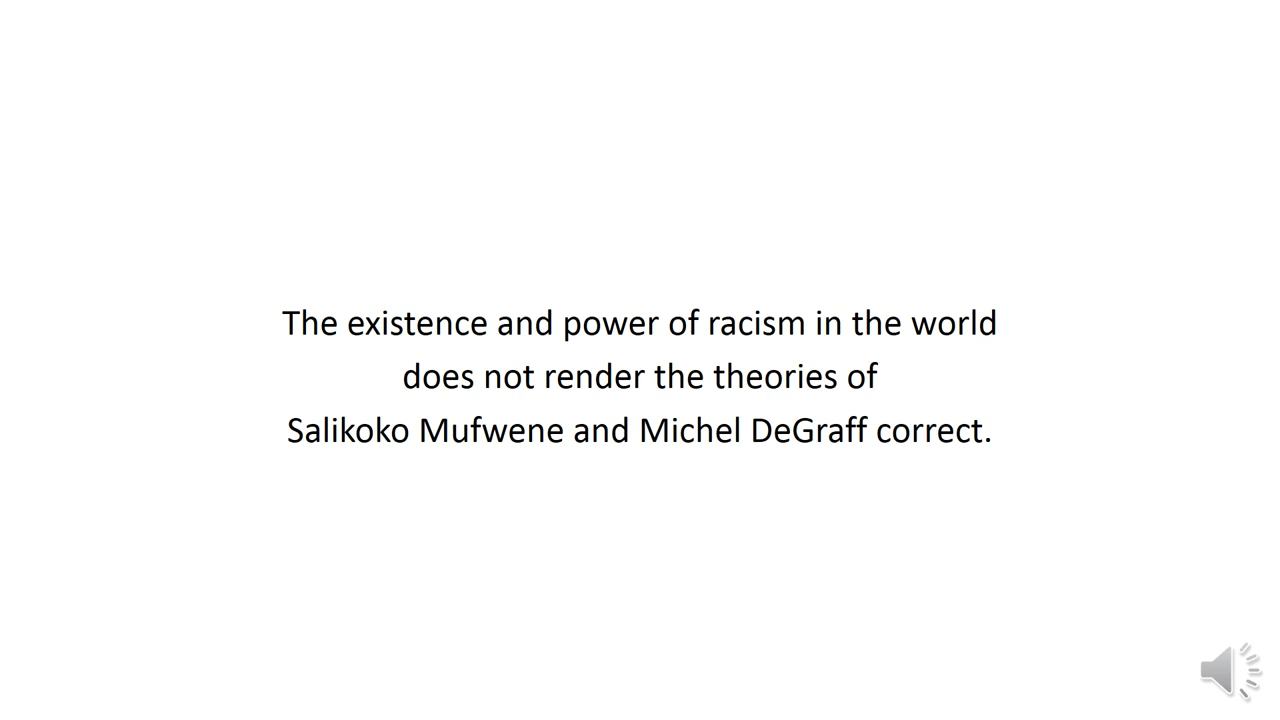 The existence and power of racism in the world
does not render the theories of
Salikoko Mufwene and Michel DeGraff correct.